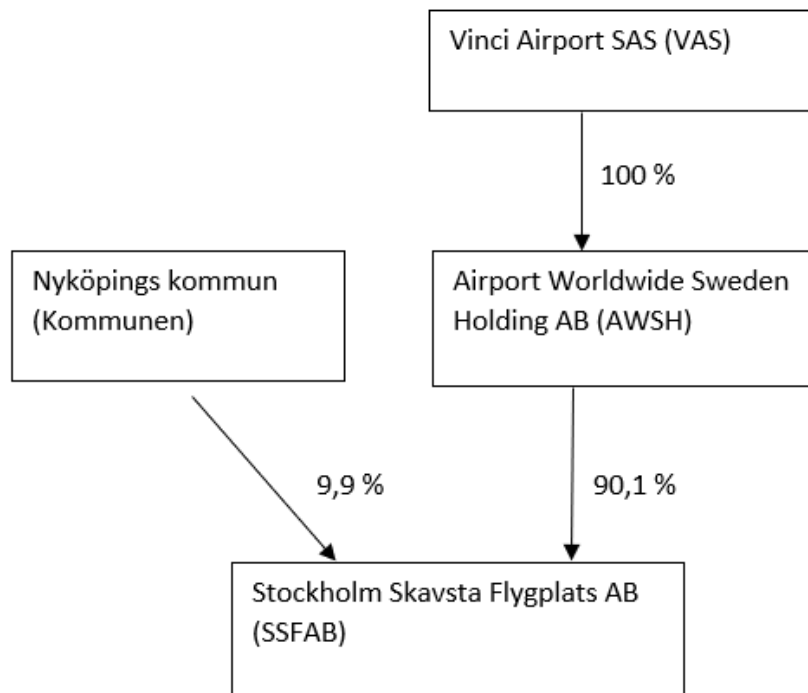 Vinci Airport SAS (VAS)
100 %
Nyköpings kommun
(Kommunen)
Airport Worldwide Sweden
Holding AB (AWSH)
9,9 %
90,1 %
Stockholm Skavsta Flygplats AB
(SSFAB)